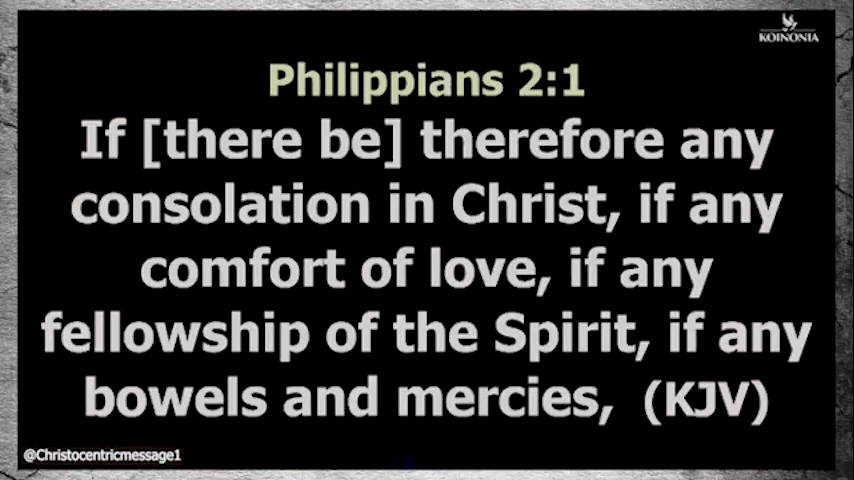 KOINONIA
Philippians 2:1
If [there be] therefore any
consolation in Christ, if any
comfort of love, if any
fellowship of the Spirit, if any
bowels and mercies, (KJV)
@Christocentricmessage1